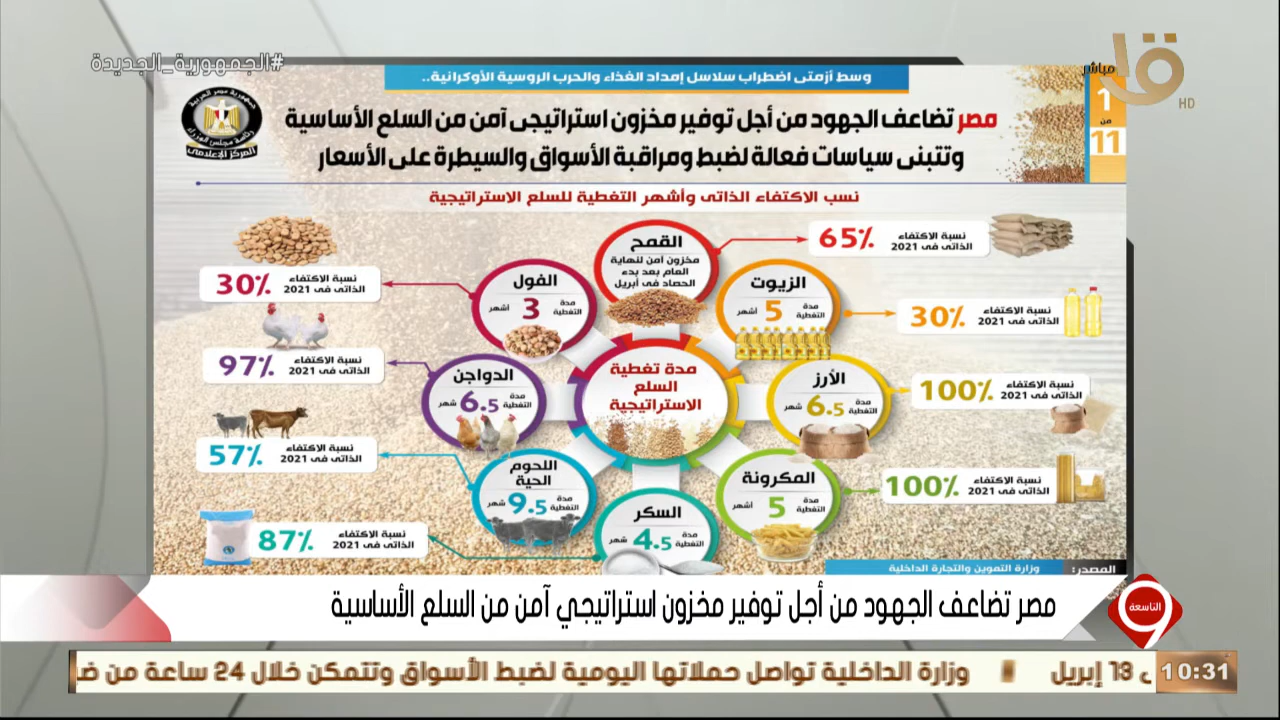 #الجمهورية_الجديدة
مباشر
HD
1
من
11
وسط أزمتى اضطراب سلاسل إمداد الغذاء والحرب الروسية الأوكرانية..
مصر تضاعف الجهود من أجل توفير مخزون استراتيجى آمن من السلع الأساسية
وتتبنى سياسات فعالة لضبط ومراقبة الأسواق والسيطرة على الأسعار
جمهورية مصر العربية
رئاسة مجلس الوزراء
المركز الإعلامى
نسب الاكتفاء الذاتى وأشهر التغطية للسلع الاستراتيجية
مدة تغطية
السلع
الاستراتيجية
القمح
مخزون آمن لنهاية
العام بعد بدء
الحصاد فى أبريل
نسبة الاكتفاء
الذاتى فى 2021
65%
الزيوت
مدة
التغطية
5 أشهر
نسبة الاكتفاء
الذاتى فى 2021
30%
الأرز
مدة
التغطية
6.5 شهر
نسبة الاكتفاء
الذاتى فى 2021
100%
المكرونة
مدة
التغطية
5 أشهر
نسبة الاكتفاء
الذاتى فى 2021
100%
السكر
مدة
التغطية
4.5 شهر
نسبة الاكتفاء
الذاتى فى 2021
87%
اللحوم
الحية
مدة
التغطية
9.5 شهر
نسبة الاكتفاء
الذاتى فى 2021
57%
الدواجن
مدة
التغطية
6.5 شهر
نسبة الاكتفاء
الذاتى فى 2021
97%
الفول
مدة
التغطية
3 أشهر
نسبة الاكتفاء
الذاتى فى 2021
30%
المصدر: وزارة التموين والتجارة الداخلية
التاسعة
9
مصر تضاعف الجهود من أجل توفير مخزون استراتيجي آمن من السلع الأساسية
10:31
13 إبريل
وزارة الداخلية تواصل حملاتها اليومية لضبط الأسواق وتتمكن خلال 24 ساعة من